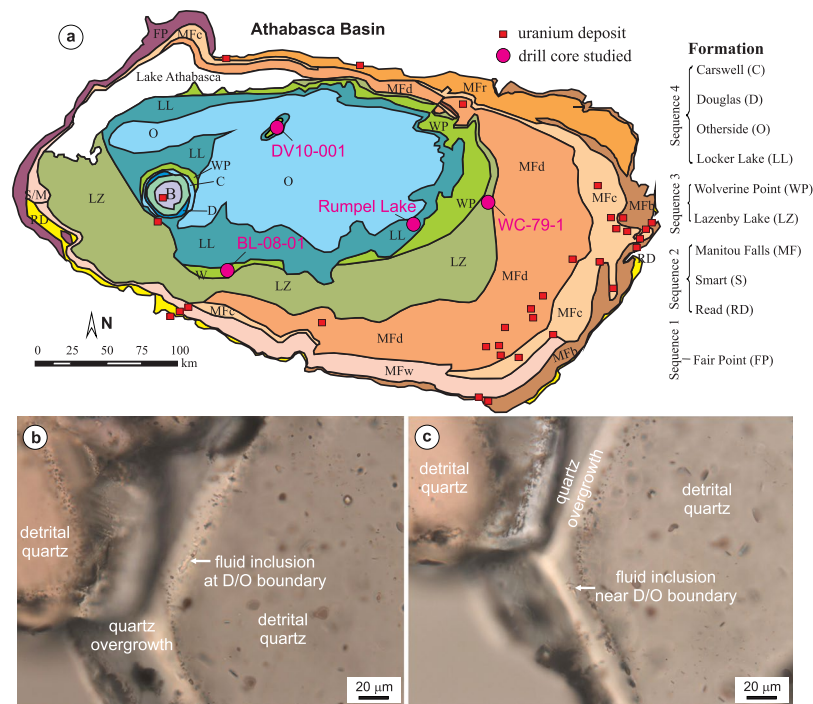 a
Athabasca Basin
uranium deposit
drill core studied
FP
MFc
Lake Athabasca
MFd
MFr
LL
O
WP
DV10-001
MFd
LL
WP
C
B
O
S/M
LZ
RD
D
Rumpel Lake
LL
WP
WC-79-1
MFc
MFb
RD
LL
BL-08-01
W
LZ
LZ
MFd
MFc
MFd
MFc
MFw
MFb
N
0 25 50 75 100
km
Formation
Sequence 4
Carswell (C)
Douglas (D)
Otherside (O)
Locker Lake (LL)
Sequence 3
Wolverine Point (WP)
Lazenby Lake (LZ)
Sequence 2
Manitou Falls (MF)
Smart (S)
Read (RD)
Sequence 1
Fair Point (FP)
b
detrital
quartz
fluid inclusion
at D/O boundary
quartz
overgrowth
detrital
quartz
20 μm
c
detrital
quartz
quartz
overgrowth
detrital
quartz
fluid inclusion
near D/O boundary
20 μm